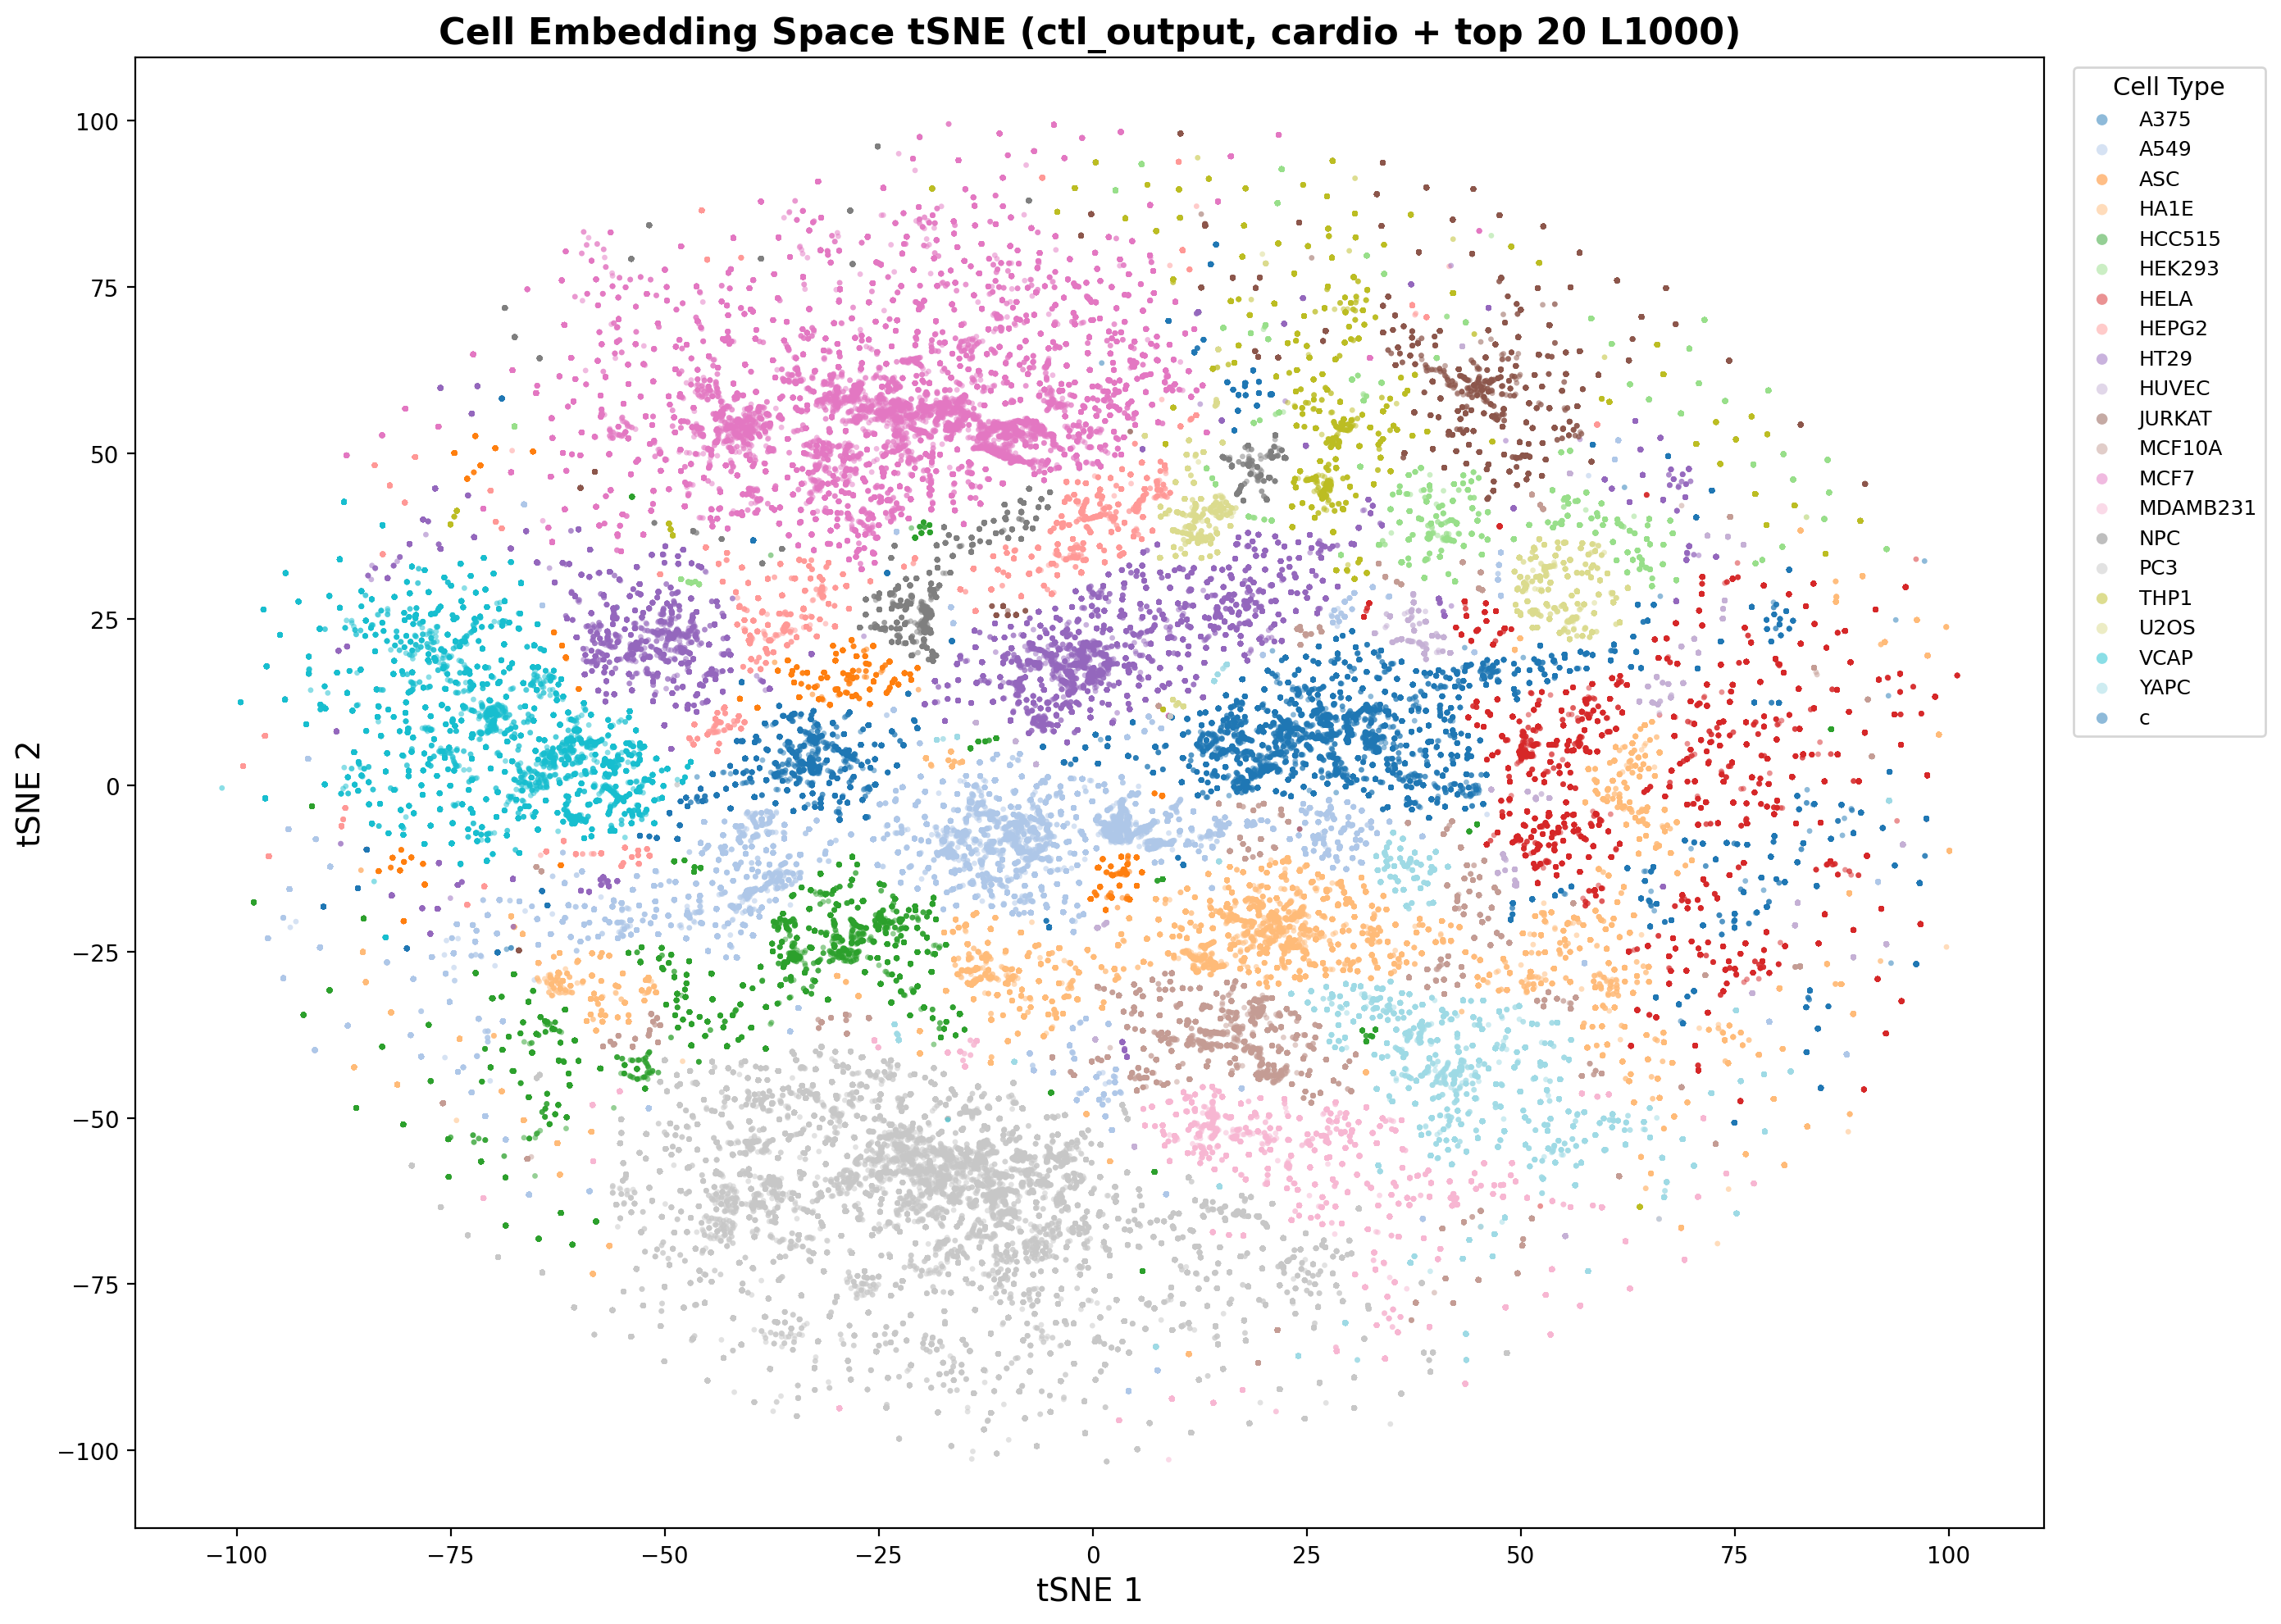 Cell Embedding Space tSNE (ctl_output, cardio + top 20 L1000)
Cell Type
A375
A549
ASC
HA1E
HCC515
HEK293
HELA
HEPG2
HT29
HUVEC
JURKAT
MCF10A
MCF7
MDAMB231
NPC
PC3
THP1
U2OS
VCAP
YAPC
c
tSNE 2
100
75
50
25
0
−25
−50
−75
−100
−100 −75 −50 −25 0 25 50 75 100
tSNE 1